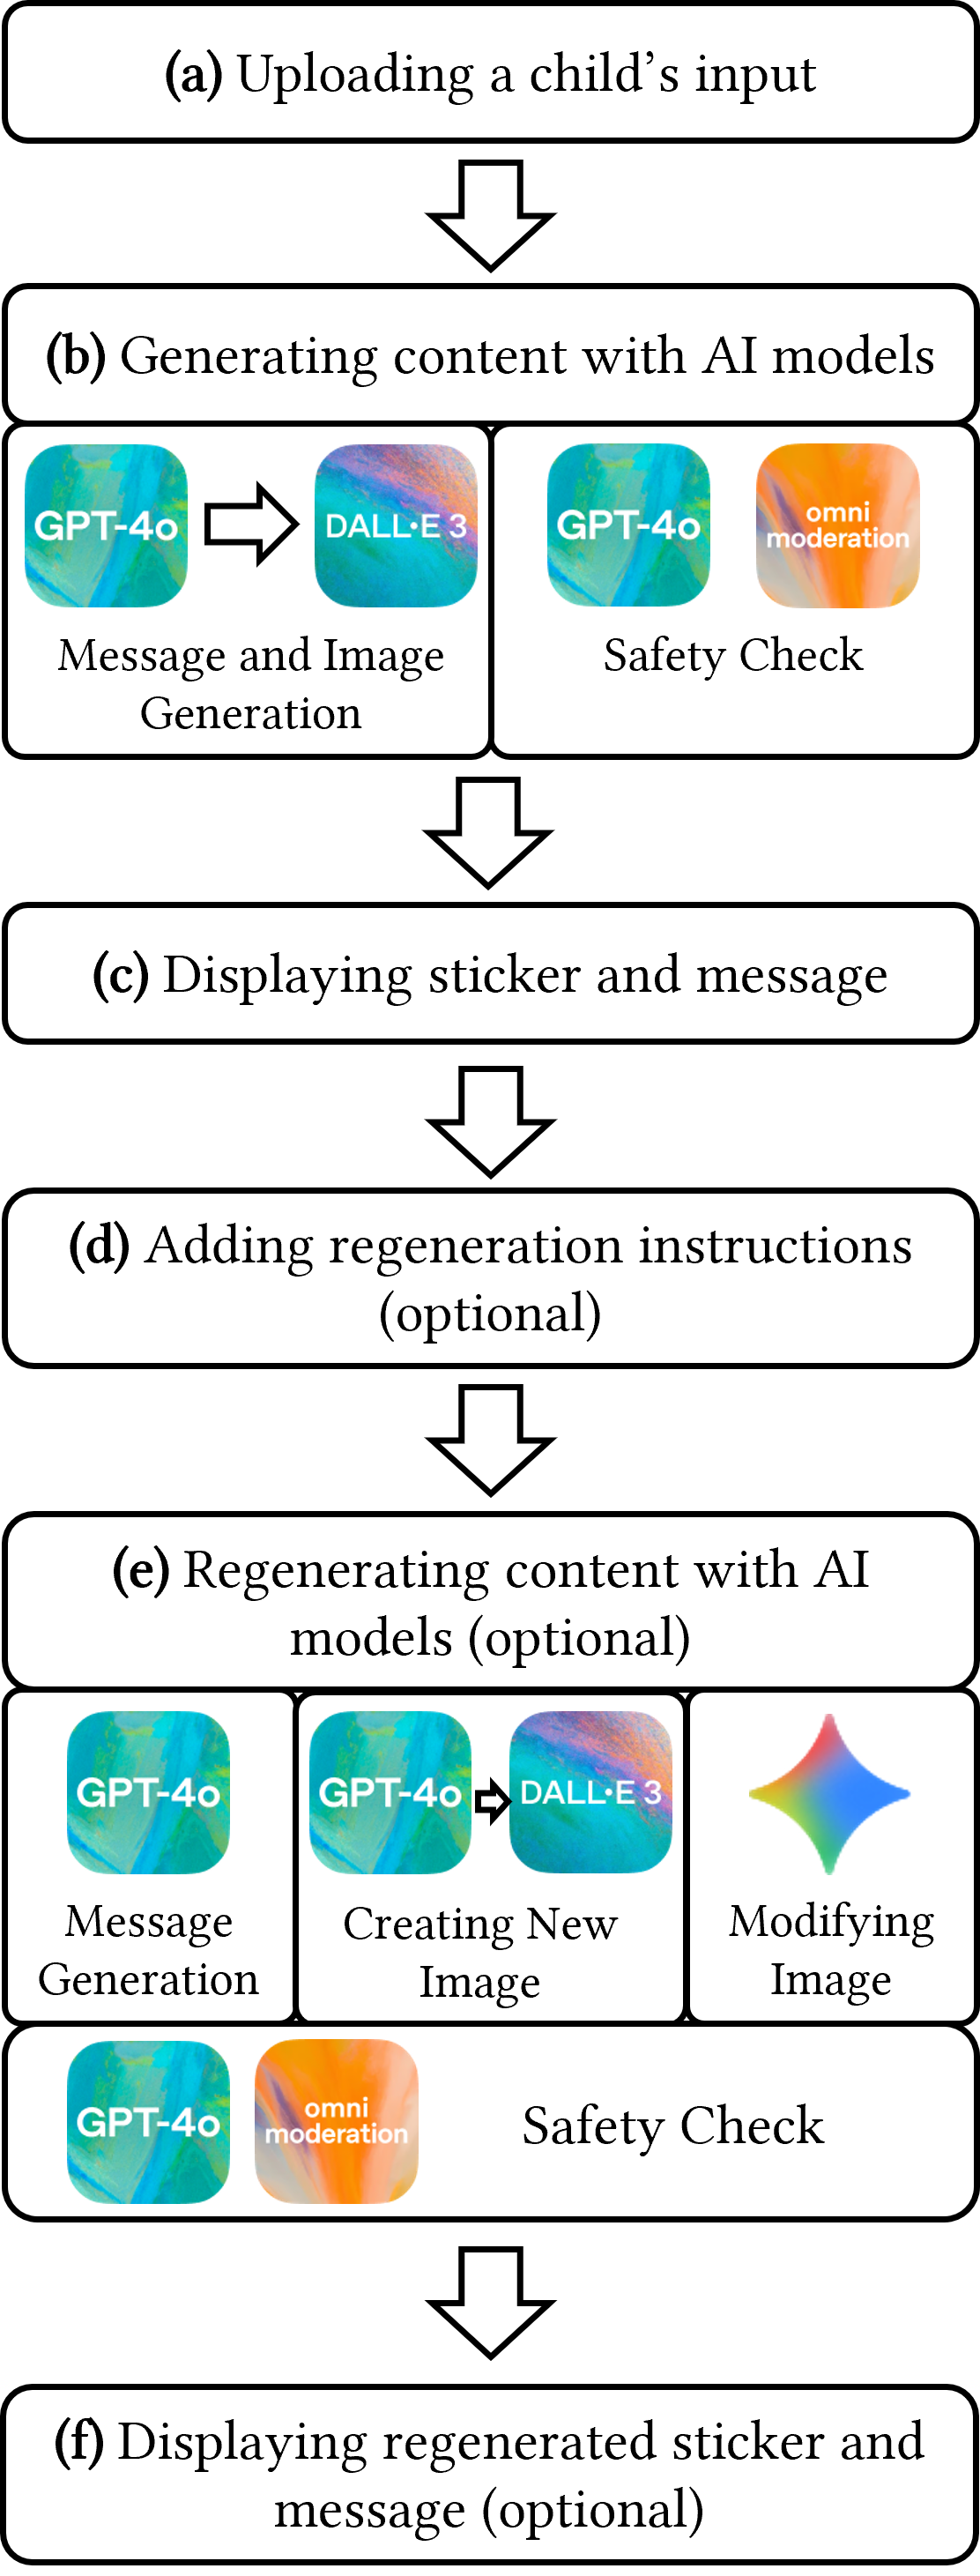 (a) Uploading a child’s input
(b) Generating content with AI models
GPT-4o
DALL·E 3
Message and Image
Generation
GPT-4o
omni
moderation
Safety Check
(c) Displaying sticker and message
(d) Adding regeneration instructions
(optional)
(e) Regenerating content with AI
models (optional)
GPT-4o
Message
Generation
GPT-4o
DALL·E 3
Creating New
Image
Modifying
Image
GPT-4o
omni
moderation
Safety Check
(f) Displaying regenerated sticker and
message (optional)